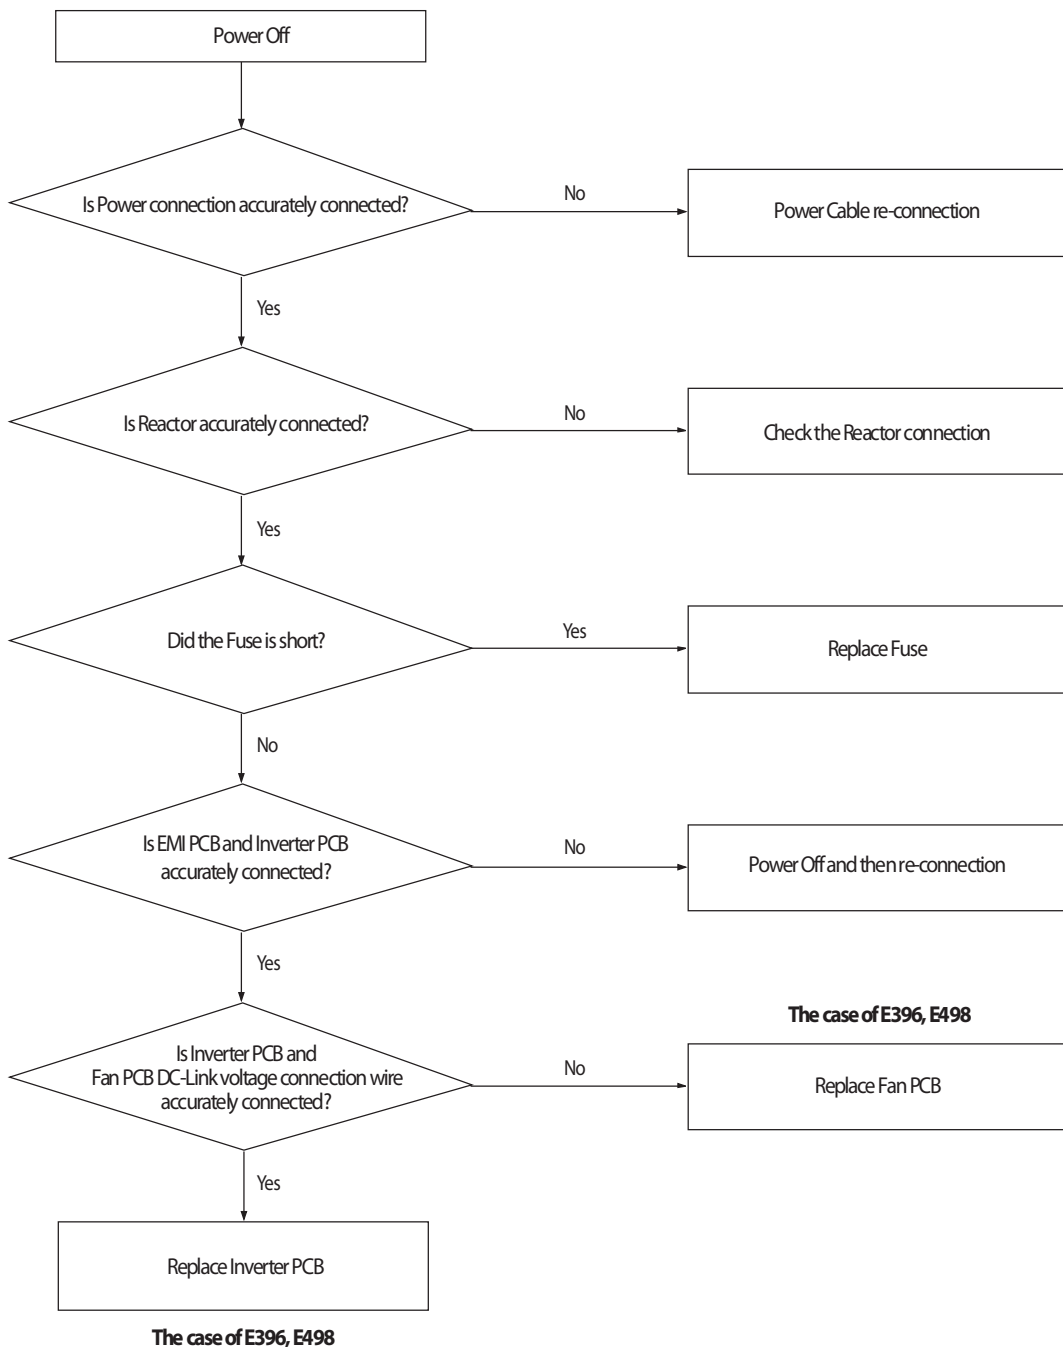 Power Off
Is Power connection accurately connected?
No
Power Cable re-connection
Yes
Is Reactor accurately connected?
No
Check the Reactor connection
Yes
Did the Fuse is short?
Yes
Replace Fuse
No
Is EMI PCB and Inverter PCB
accurately connected?
No
Power Off and then re-connection
Yes
The case of E396, E498
Is Inverter PCB and
Fan PCB DC-Link voltage connection wire
accurately connected?
No
Replace Fan PCB
Yes
Replace Inverter PCB
The case of E396, E498